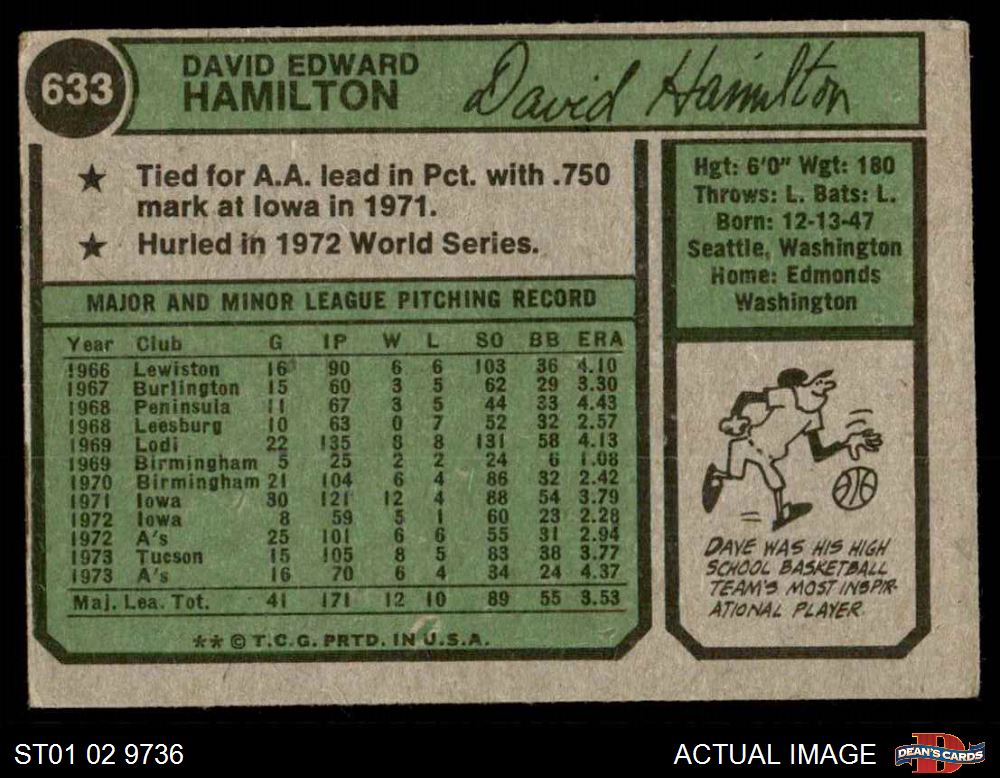 633
DAVID EDWARD
HAMILTON
David Hamilton
★ Tied for A.A. lead in Pct. with .750
mark at Iowa in 1971.
★ Hurled in 1972 World Series.
Hgt: 6'0" Wgt: 180
Throws: L. Bats: L.
Born: 12-13-47
Seattle, Washington
Home: Edmonds
Washington
MAJOR AND MINOR LEAGUE PITCHING RECORD
Year Club G IP W L SO BB ERA
1966 Lewiston 16 90 6 6 103 36 4.10
1967 Burlington 15 60 3 5 62 29 3.30
1968 Peninsula 11 67 3 5 44 33 4.43
1968 Leesburg 10 63 0 7 52 32 2.57
1969 Lodi 22 135 8 8 131 58 4.13
1969 Birmingham 5 25 2 2 24 6 1.08
1970 Birmingham 21 104 6 4 86 32 2.42
1971 Iowa 30 121 12 4 88 54 3.79
1972 Iowa 8 59 5 1 60 23 2.28
1972 A's 25 101 6 6 55 31 2.94
1973 Tucson 15 105 8 5 83 38 3.77
1973 A's 16 70 6 4 34 24 4.37
Maj. Lea. Tot. 41 171 12 10 89 55 3.53
** © T.C.G. PRTD. IN U.S.A.
DAVE WAS HIS HIGH
SCHOOL BASKETBALL
TEAM'S MOST INSPIR-
ATIONAL PLAYER.
ST01 02 9736
ACTUAL IMAGE
DEAN'S CARDS